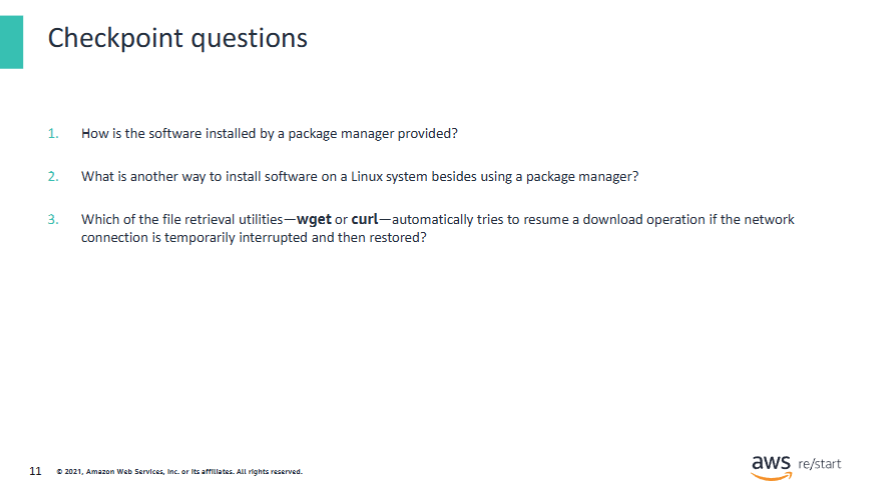 Checkpoint questions
1. How is the software installed by a package manager provided?
2. What is another way to install software on a Linux system besides using a package manager?
3. Which of the file retrieval utilities—wget or curl—automatically tries to resume a download operation if the network
connection is temporarily interrupted and then restored?
11 © 2021, Amazon Web Services, Inc. or its affiliates. All rights reserved.
aws re/start